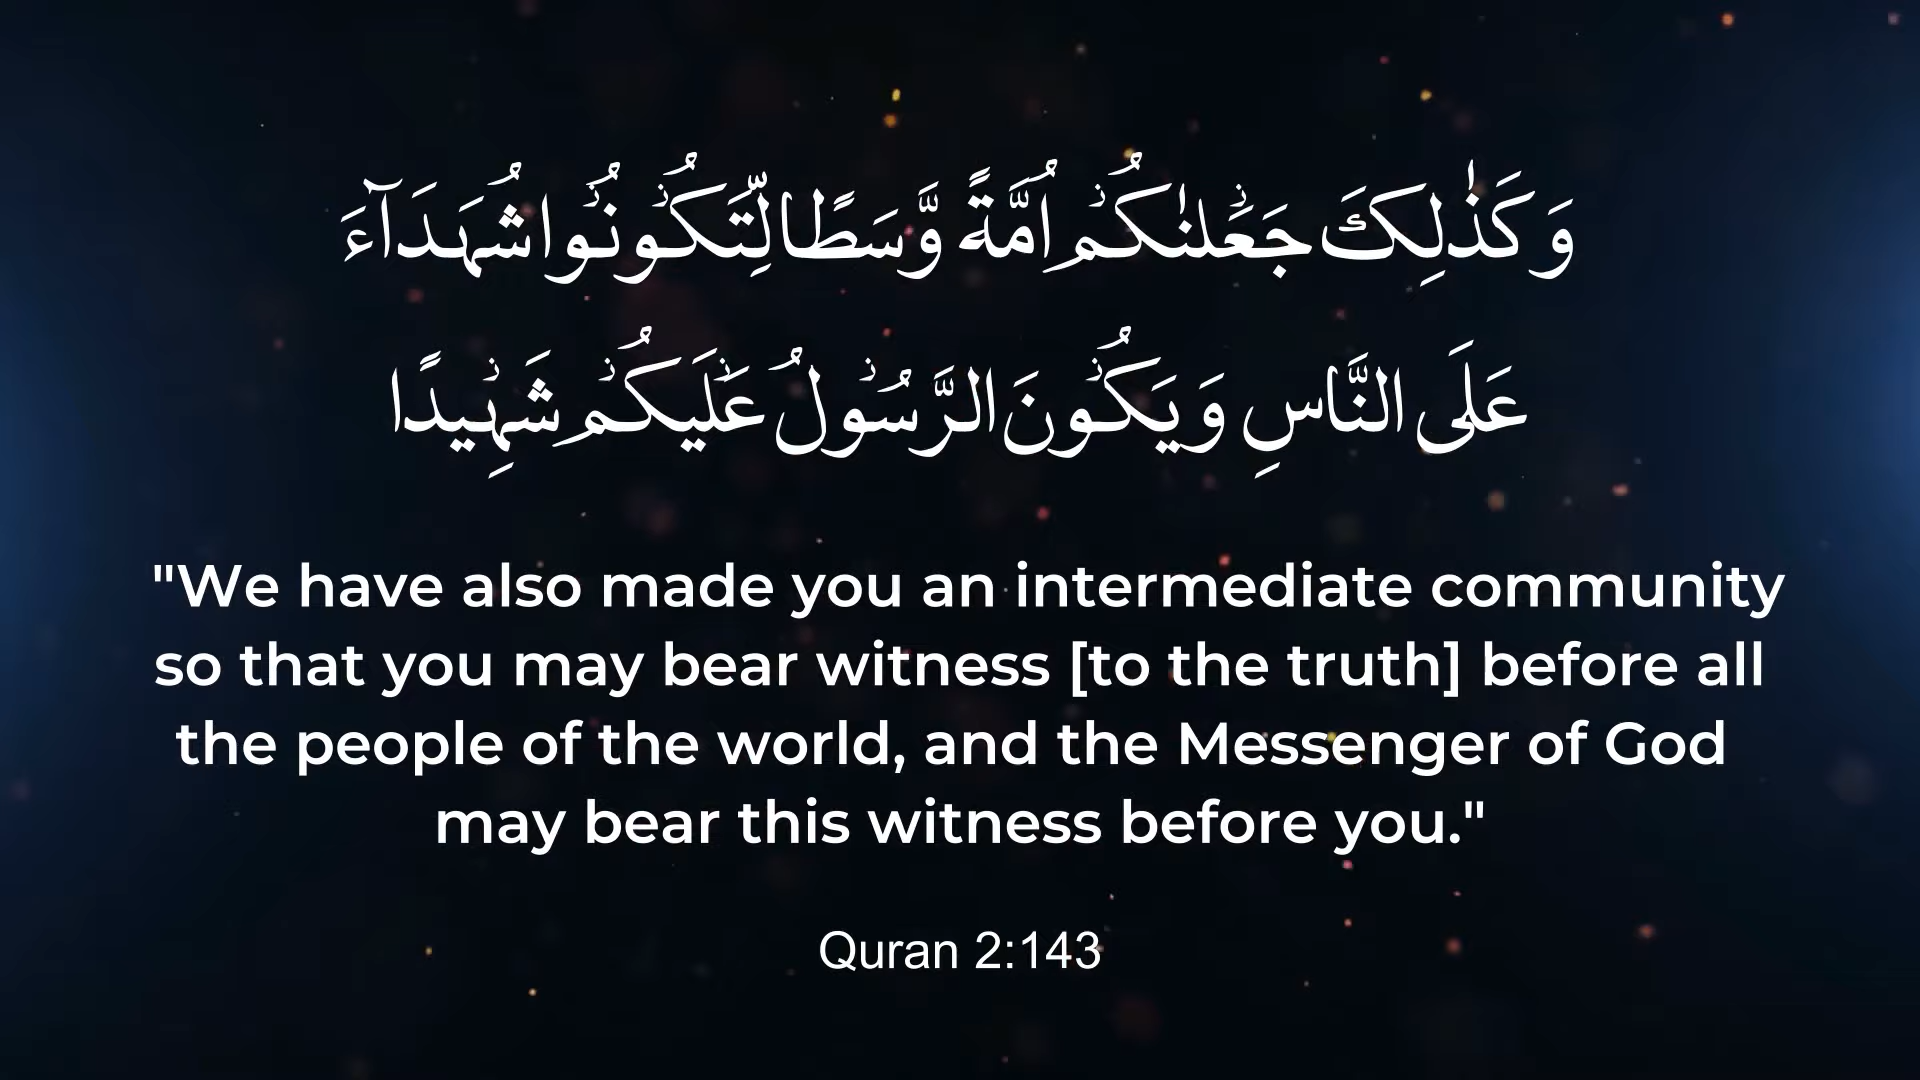 وَكَذٰلِكَ جَعَلۡنٰكُمۡ اُمَّةً وَّسَطًا لِّتَکُوۡنُوۡا شُهَدَآءَ
عَلَى النَّاسِ وَيَكُوۡنَ الرَّسُوۡلُ عَلَيۡكُمۡ شَهِيۡدًا
"We have also made you an intermediate community
so that you may bear witness [to the truth] before all
the people of the world, and the Messenger of God
may bear this witness before you."
Quran 2:143